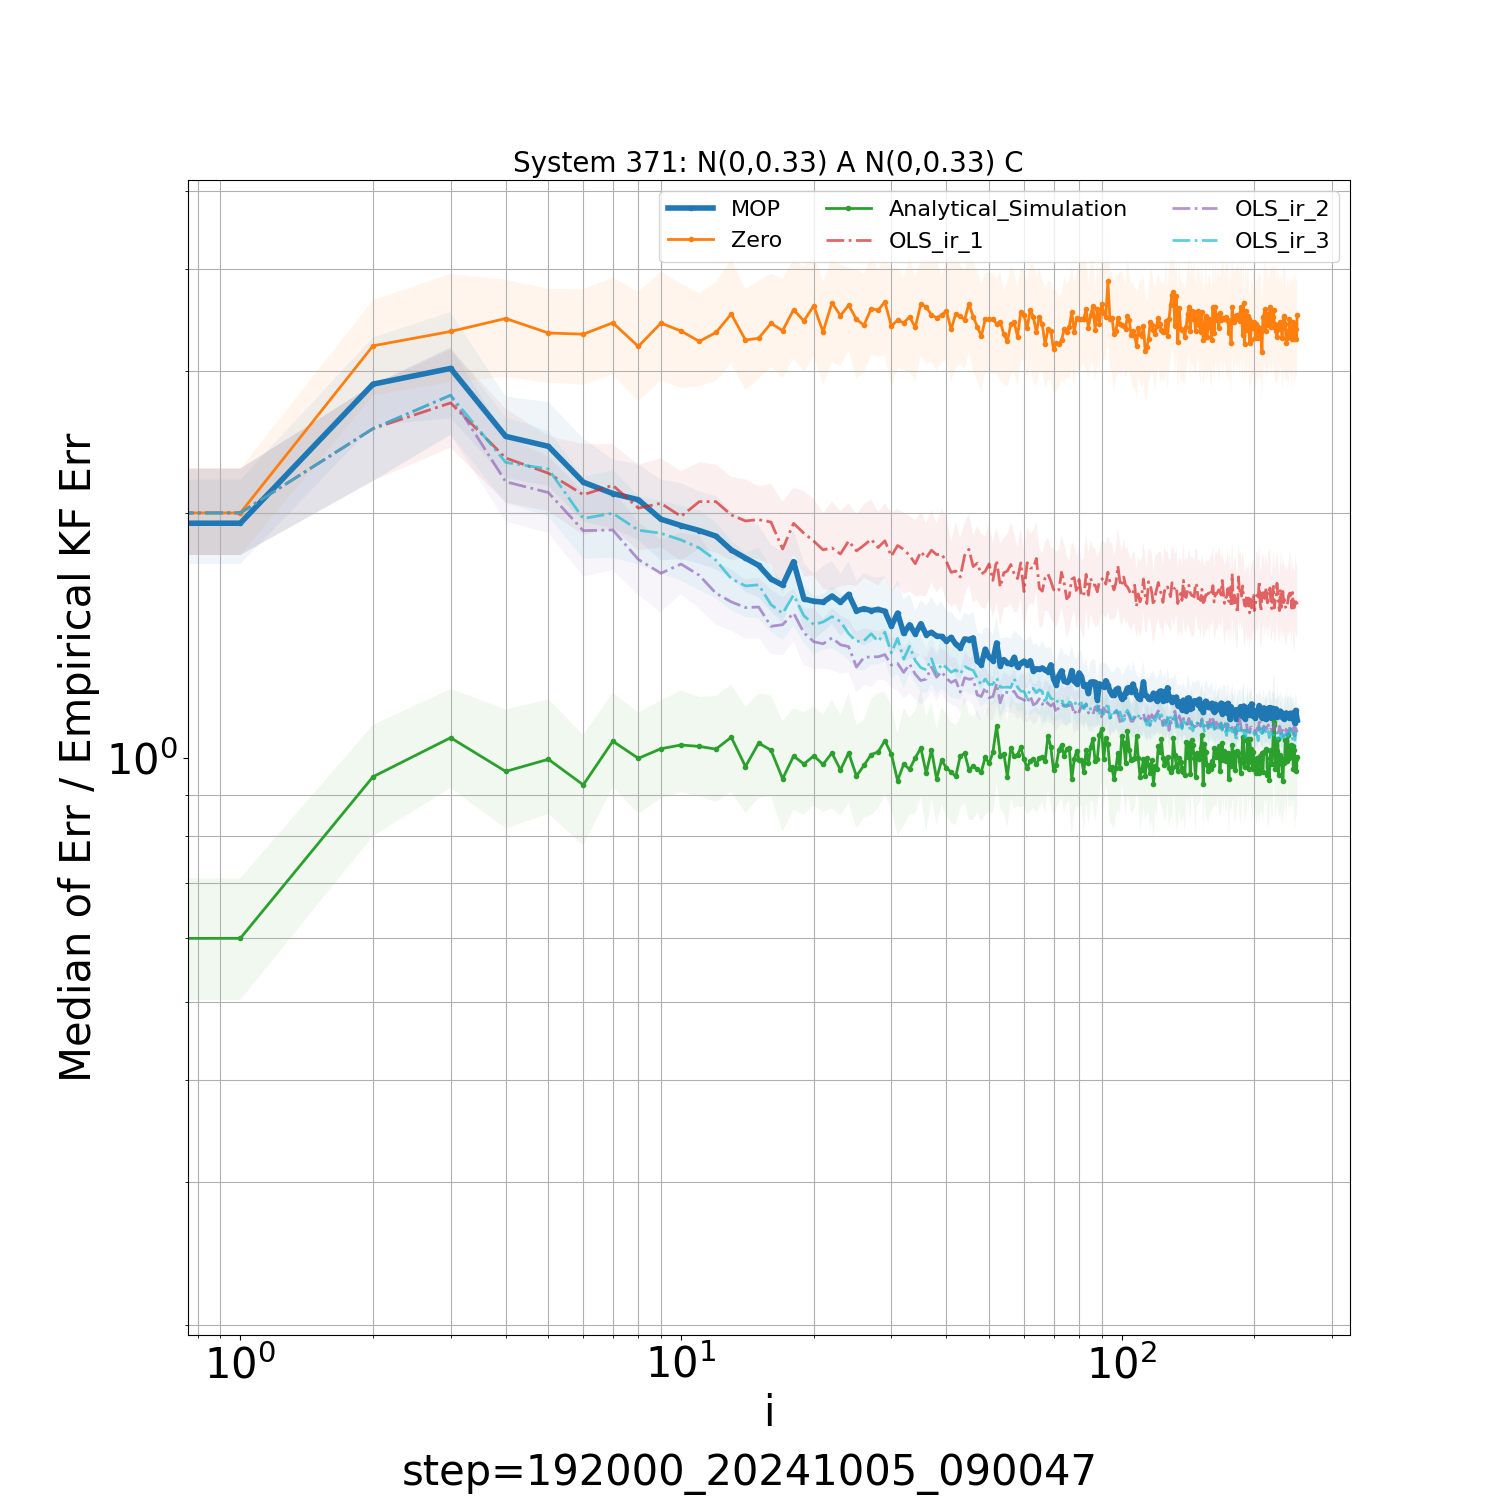 System 371: N(0,0.33) A N(0,0.33) C
MOP
Zero
Analytical_Simulation
OLS_ir_1
OLS_ir_2
OLS_ir_3
Median of Err / Empirical KF Err
10⁰
10⁰
10¹
10²
i
step=192000_20241005_090047